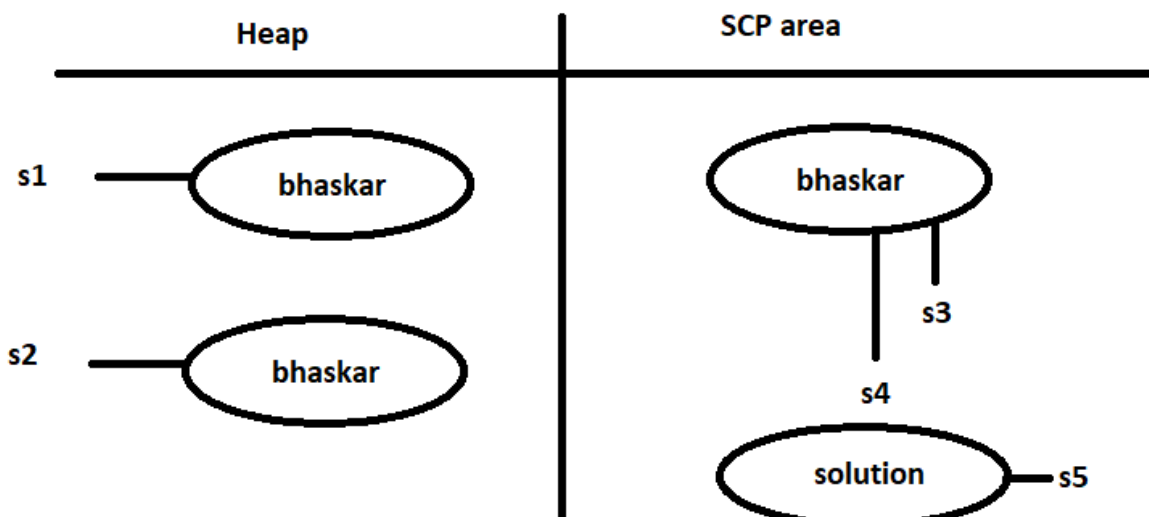 Heap
SCP area
s1
bhaskar
bhaskar
s3
s2
bhaskar
s4
solution
s5